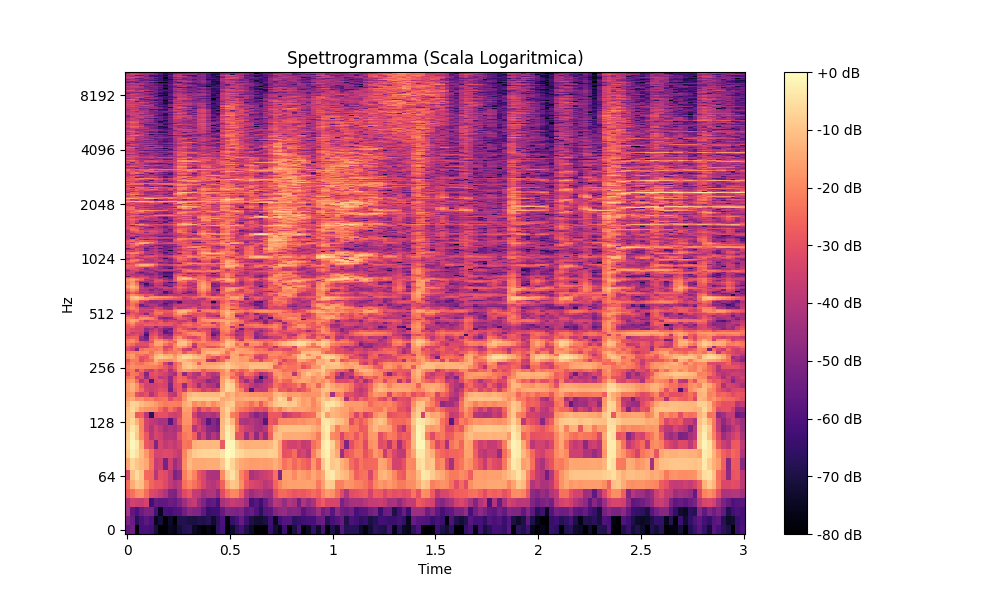 Spettrogramma (Scala Logaritmica)
Hz
8192
4096
2048
1024
512
256
128
64
0
0 0.5 1 1.5 2 2.5 3
Time
+0 dB
-10 dB
-20 dB
-30 dB
-40 dB
-50 dB
-60 dB
-70 dB
-80 dB